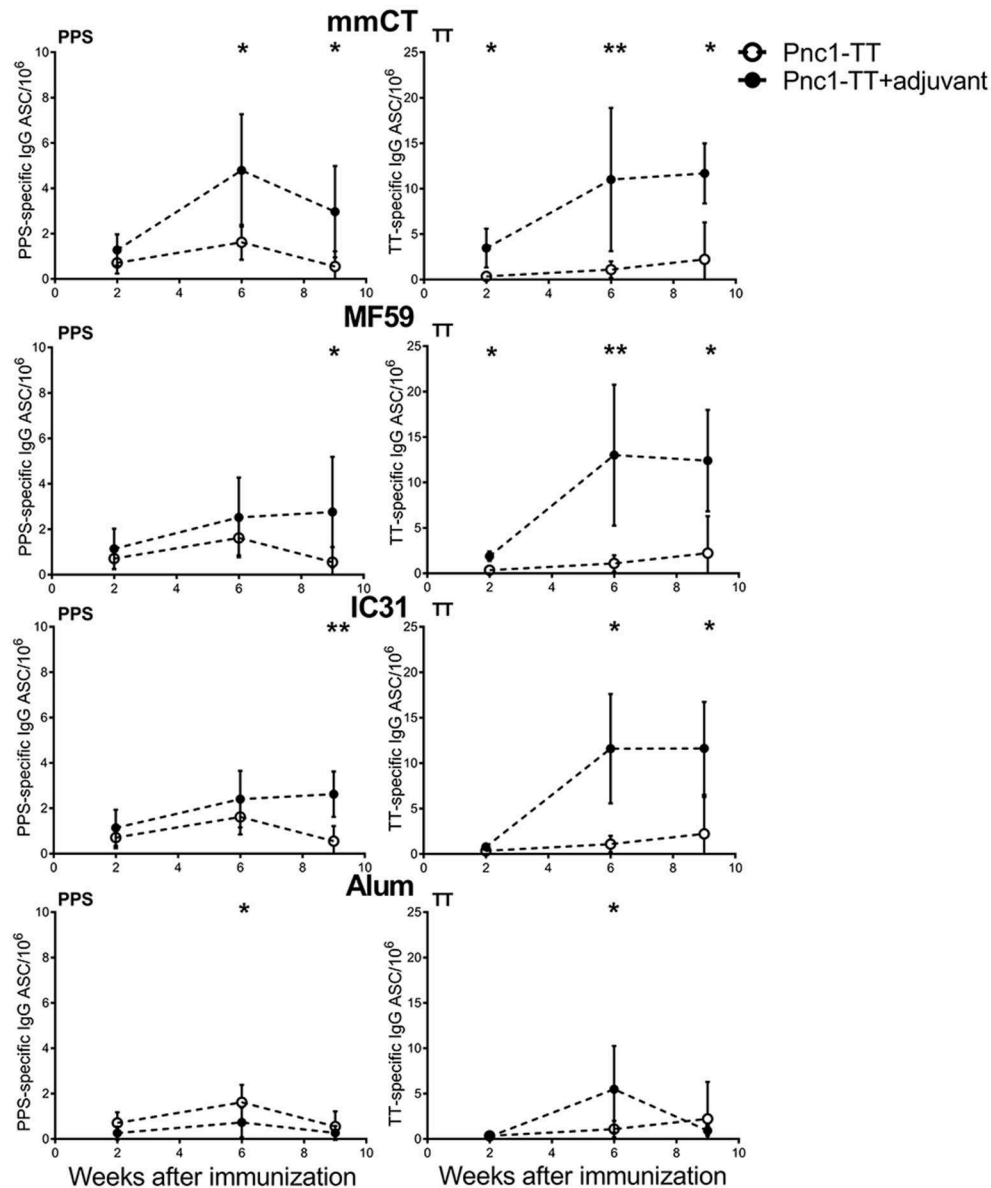 mmCT
PPS
TT
Pnc1-TT
Pnc1-TT+adjuvant
* *
* ** *
PPS-specific IgG ASC/10⁶
10
8
6
4
2
0
0 2 4 6 8 10
TT-specific IgG ASC/10⁶
25
20
15
10
5
0
0 2 4 6 8 10
MF59
PPS
TT
*
* ** *
PPS-specific IgG ASC/10⁶
10
8
6
4
2
0
0 2 4 6 8 10
TT-specific IgG ASC/10⁶
25
20
15
10
5
0
0 2 4 6 8 10
IC31
PPS
TT
**
* *
PPS-specific IgG ASC/10⁶
10
8
6
4
2
0
0 2 4 6 8 10
TT-specific IgG ASC/10⁶
25
20
15
10
5
0
0 2 4 6 8 10
Alum
PPS
TT
*
*
PPS-specific IgG ASC/10⁶
10
8
6
4
2
0
0 2 4 6 8 10
TT-specific IgG ASC/10⁶
25
20
15
10
5
0
0 2 4 6 8 10
Weeks after immunization
Weeks after immunization